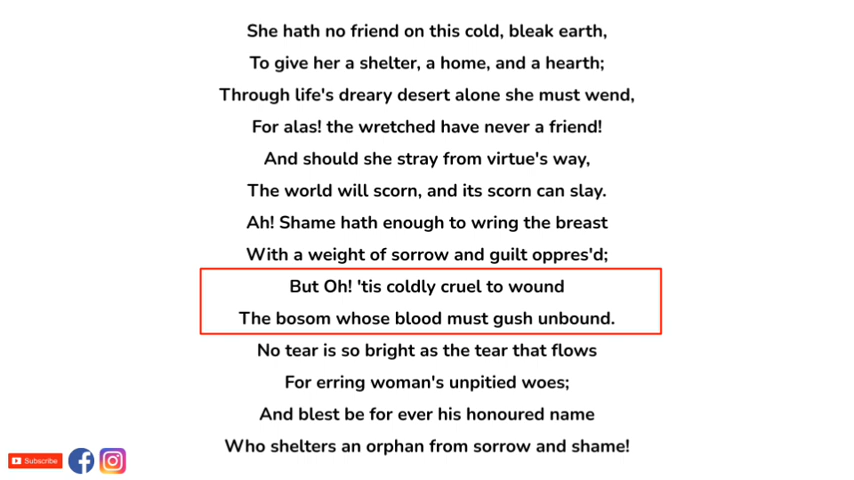 She hath no friend on this cold, bleak earth,
To give her a shelter, a home, and a hearth;
Through life's dreary desert alone she must wend,
For alas! the wretched have never a friend!
And should she stray from virtue's way,
The world will scorn, and its scorn can slay.
Ah! Shame hath enough to wring the breast
With a weight of sorrow and guilt oppres'd;
But Oh! 'tis coldly cruel to wound
The bosom whose blood must gush unbound.
No tear is so bright as the tear that flows
For erring woman's unpitied woes;
And blest be for ever his honoured name
Who shelters an orphan from sorrow and shame!
Subscribe